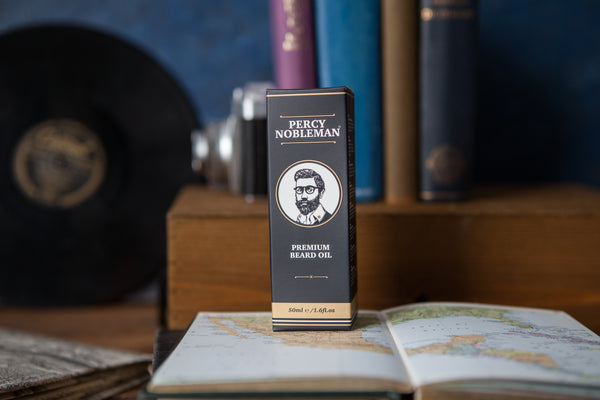 PERCY
NOBLEMAN
PREMIUM
BEARD OIL
50ml ℮ /1.6fl.oz